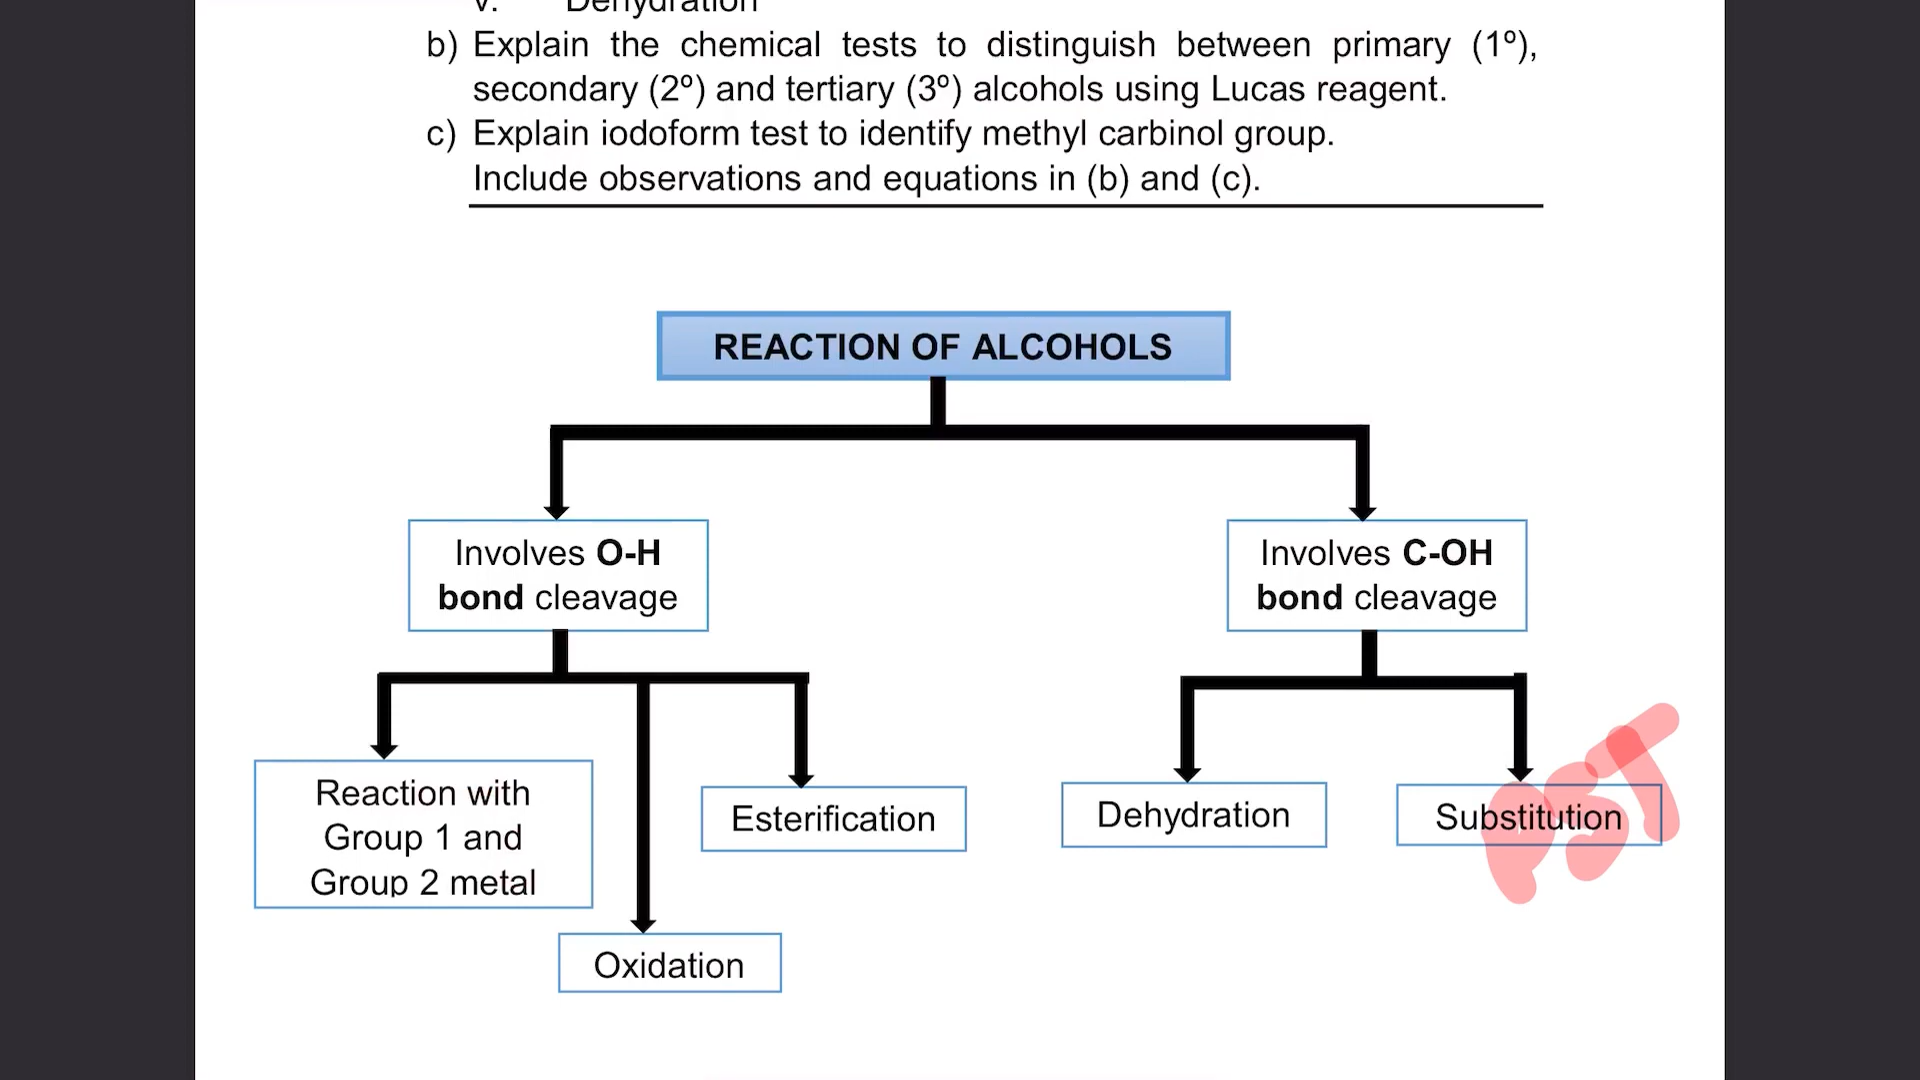 v. Dehydration
b) Explain the chemical tests to distinguish between primary (1º),
secondary (2º) and tertiary (3º) alcohols using Lucas reagent.
c) Explain iodoform test to identify methyl carbinol group.
Include observations and equations in (b) and (c).
REACTION OF ALCOHOLS
Involves O-H
bond cleavage
Involves C-OH
bond cleavage
Reaction with
Group 1 and
Group 2 metal
Esterification
Dehydration
Substitution
PST
Oxidation